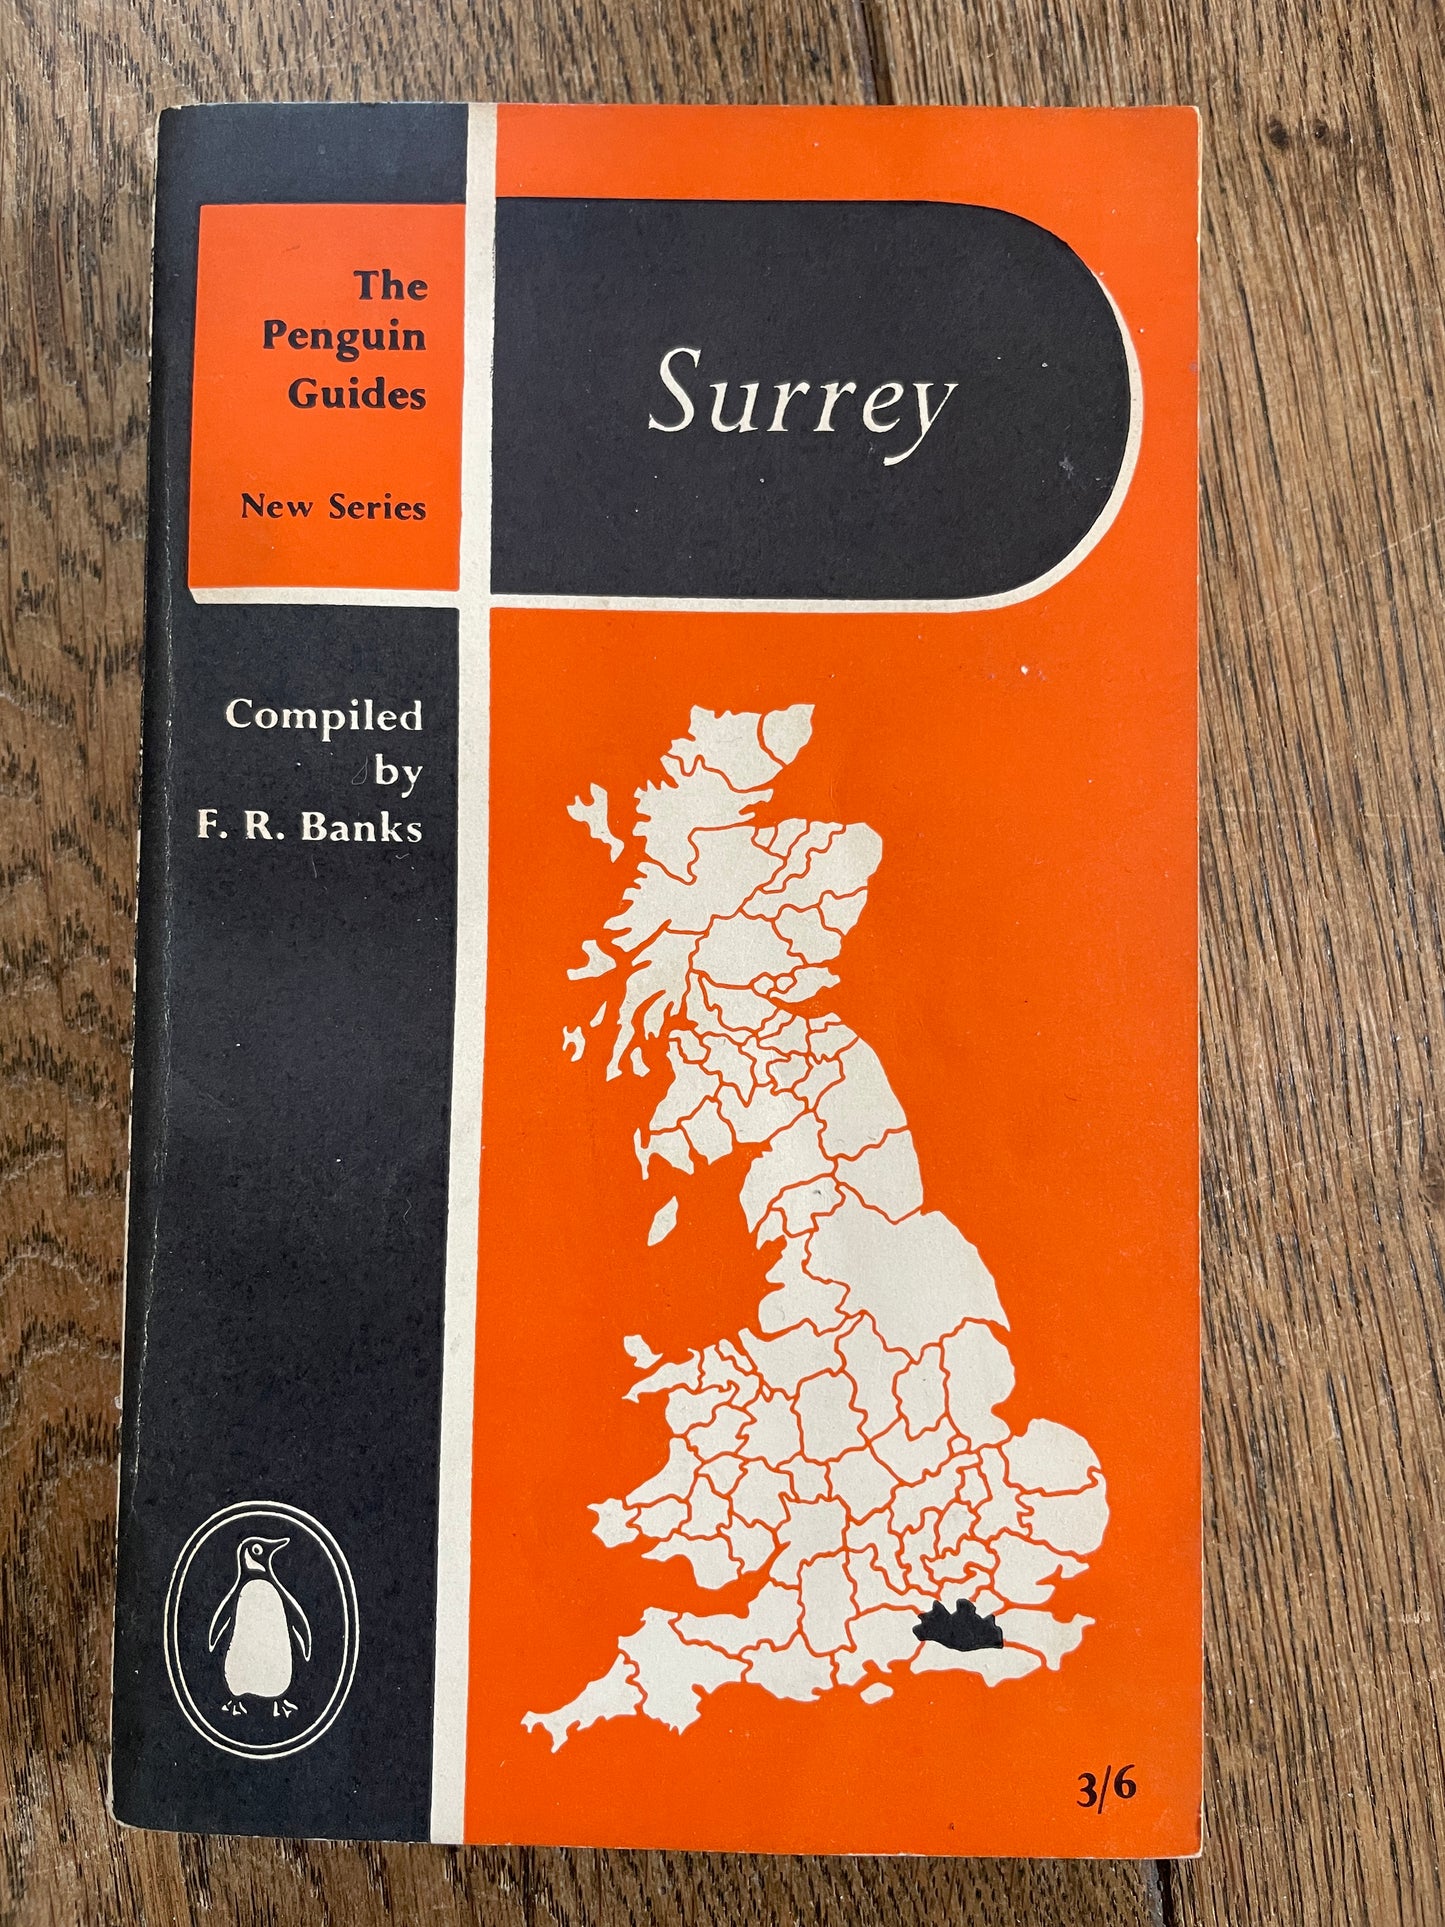 The
Penguin
Guides
New Series
Surrey
Compiled
by
F. R. Banks
3/6